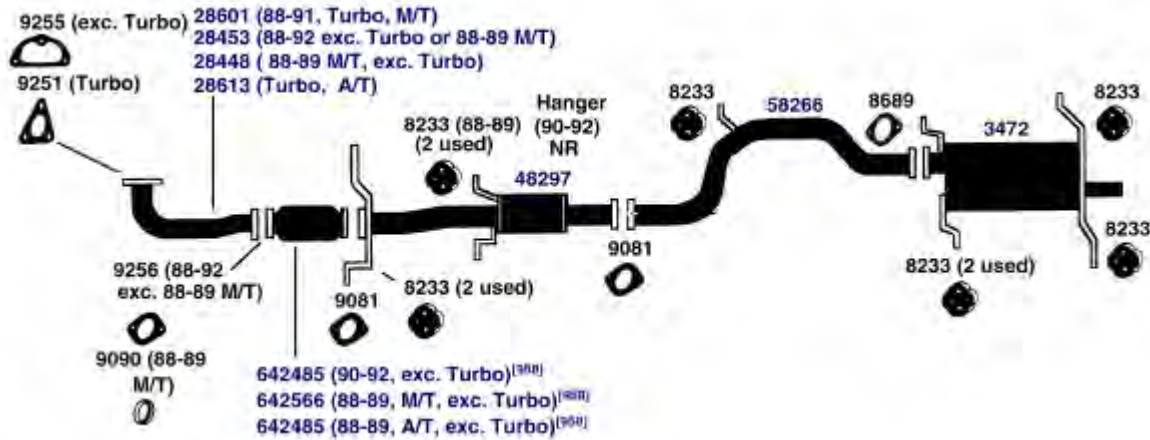 9255 (exc. Turbo)
28601 (88-91, Turbo, M/T)
28453 (88-92 exc. Turbo or 88-89 M/T)
28448 ( 88-89 M/T, exc. Turbo)
9251 (Turbo)
28613 (Turbo, A/T)
8233 (88-89)
(2 used)
Hanger
(90-92)
NR
48297
8233
58266
8689
3472
8233
9256 (88-92
exc. 88-89 M/T)
9081
8233 (2 used)
9081
8233 (2 used)
8233
9090 (88-89
M/T)
642485 (90-92, exc. Turbo)
642566 (88-89, M/T, exc. Turbo)
642485 (88-89, A/T, exc. Turbo)